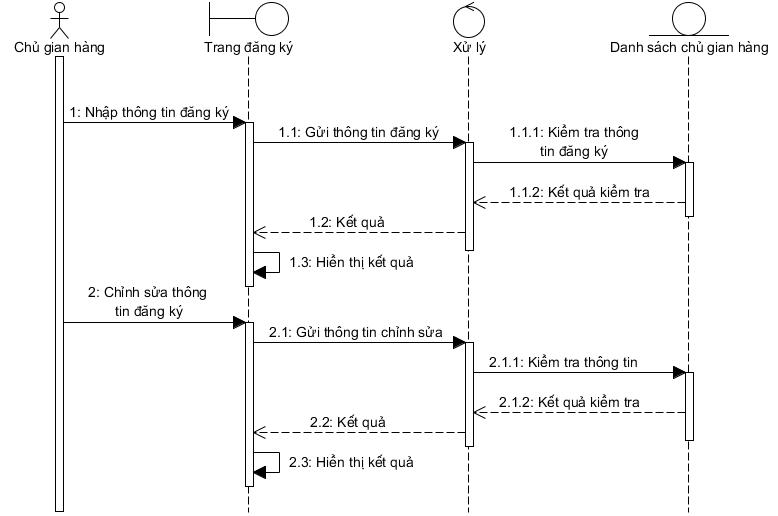 Chủ gian hàng
Trang đăng ký
Xử lý
Danh sách chủ gian hàng
1: Nhập thông tin đăng ký
1.1: Gửi thông tin đăng ký
1.1.1: Kiểm tra thông
tin đăng ký
1.1.2: Kết quả kiểm tra
1.2: Kết quả
1.3: Hiển thị kết quả
2: Chỉnh sửa thông
tin đăng ký
2.1: Gửi thông tin chỉnh sửa
2.1.1: Kiểm tra thông tin
2.1.2: Kết quả kiểm tra
2.2: Kết quả
2.3: Hiển thị kết quả